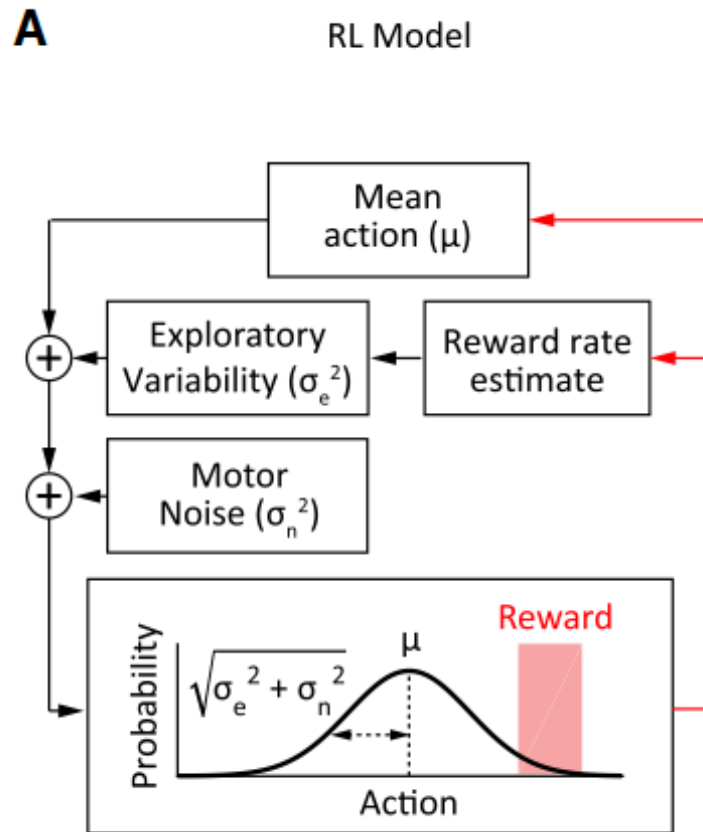 A
RL Model
Mean
action (μ)
Exploratory
Variability (σₑ²)
Reward rate
estimate
+
Motor
Noise (σₙ²)
+
Reward
μ
√σₑ² + σₙ²
Probability
Action